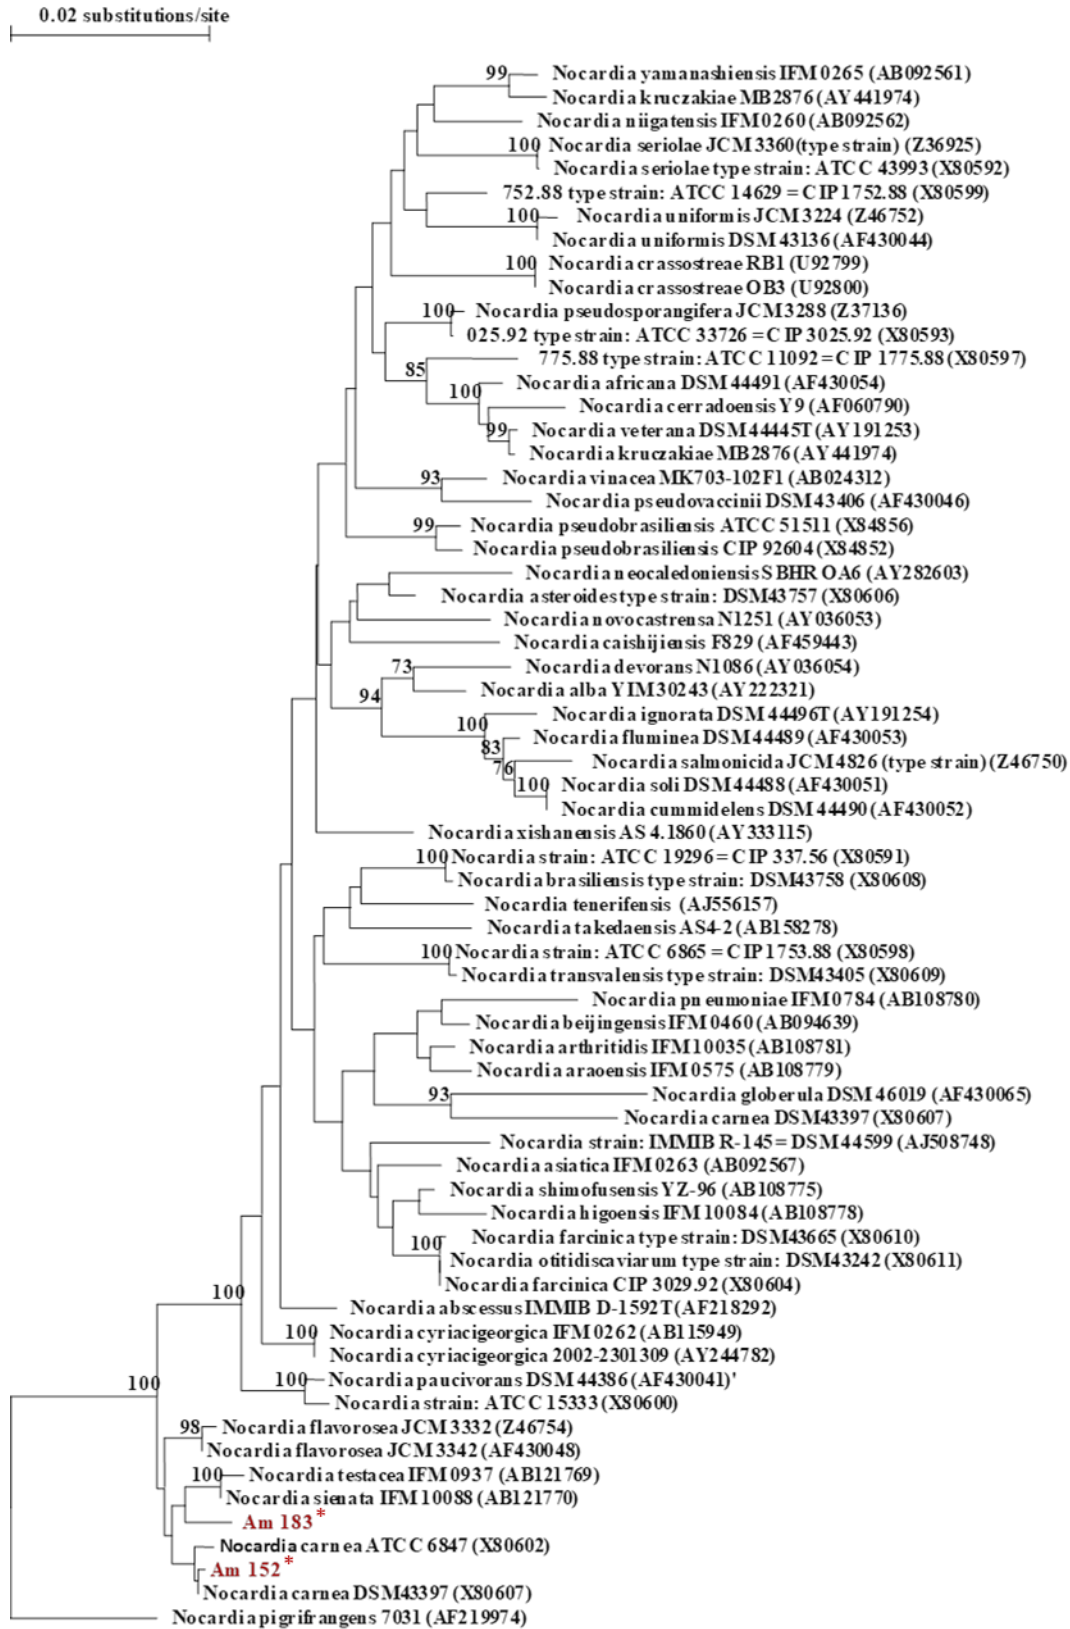 0.02 substitutions/site
99 Nocardia yamanashiensis IFM 0265 (AB092561)
Nocardia kruczakiae MB2876 (AY441974)
Nocardia niigatensis IFM 0260 (AB092562)
100 Nocardia seriolae JCM 3360(type strain) (Z36925)
Nocardia seriolae type strain: ATCC 43993 (X80592)
752.88 type strain: ATCC 14629 = CIP 1752.88 (X80599)
100 Nocardia uniformis JCM 3224 (Z46752)
Nocardia uniformis DSM 43136 (AF430044)
100 Nocardia crassostreae RB1 (U92799)
Nocardia crassostreae OB3 (U92800)
100 Nocardia pseudosporangifera JCM3288 (Z37136)
025.92 type strain: ATCC 33726 = CIP 3025.92 (X80593)
775.88 type strain: ATCC 11092 = CIP 1775.88 (X80597)
85
Nocardia africana DSM 44491 (AF430054)
100
Nocardia cerradoensis Y9 (AF060790)
99 Nocardia veterana DSM 44445T (AY191253)
Nocardia kruczakiae MB2876 (AY441974)
93 Nocardia vinacea MK703-102F1 (AB024312)
Nocardia pseudovaccinii DSM 43406 (AF430046)
99 Nocardia pseudobrasiliensis ATCC 51511 (X84856)
Nocardia pseudobrasiliensis CIP 92604 (X84852)
Nocardia neocaledoniensis SBHR OA6 (AY282603)
Nocardia asteroides type strain: DSM43757 (X80606)
Nocardia novocastrensa N1251 (AY036053)
Nocardia caishijiensis F829 (AF459443)
73 Nocardia devorans N1086 (AY036054)
Nocardia alba YIM 30243 (AY222321)
94
Nocardia ignorata DSM 44496T (AY191254)
100
Nocardia fluminea DSM 44489 (AF430053)
83
Nocardia salmonicida JCM4826 (type strain) (Z46750)
76
100 Nocardia soli DSM 44488 (AF430051)
Nocardia cummidelens DSM 44490 (AF430052)
Nocardia xishanensis AS 4.1860 (AY333115)
100 Nocardia strain: ATCC 19296 = CIP 337.56 (X80591)
Nocardia brasiliensis type strain: DSM43758 (X80608)
Nocardia tenerifensis (AJ556157)
Nocardia takedaensis AS4-2 (AB158278)
100 Nocardia strain: ATCC 6865 = CIP 1753.88 (X80598)
Nocardia transvalensis type strain: DSM43405 (X80609)
Nocardia pneumoniae IFM 0784 (AB108780)
Nocardia beijingensis IFM 0460 (AB094639)
Nocardia arthritidis IFM 10035 (AB108781)
Nocardia araoensis IFM 0575 (AB108779)
93 Nocardia globerula DSM 46019 (AF430065)
Nocardia carnea DSM43397 (X80607)
Nocardia strain: IMMIB R-145 = DSM 44599 (AJ508748)
Nocardia asiatica IFM 0263 (AB092567)
Nocardia shimofusensis YZ-96 (AB108775)
Nocardia higoensis IFM 10084 (AB108778)
100 Nocardia farcinica type strain: DSM43665 (X80610)
Nocardia otitidiscaviarum type strain: DSM43242 (X80611)
Nocardia farcinica CIP 3029.92 (X80604)
100
Nocardia abscessus IMMIB D-1592T (AF218292)
100 Nocardia cyriacigeorgica IFM 0262 (AB115949)
Nocardia cyriacigeorgica 2002-2301309 (AY244782)
100 Nocardia paucivorans DSM 44386 (AF430041)'
100
Nocardia strain: ATCC 15333 (X80600)
98 Nocardia flavorosea JCM 3332 (Z46754)
Nocardia flavorosea JCM 3342 (AF430048)
100 Nocardia testacea IFM 0937 (AB121769)
Nocardia sienata IFM 10088 (AB121770)
Am 183*
Nocardia carnea ATCC 6847 (X80602)
Am 152*
Nocardia carnea DSM43397 (X80607)
Nocardia pigrifrangens 7031 (AF219974)